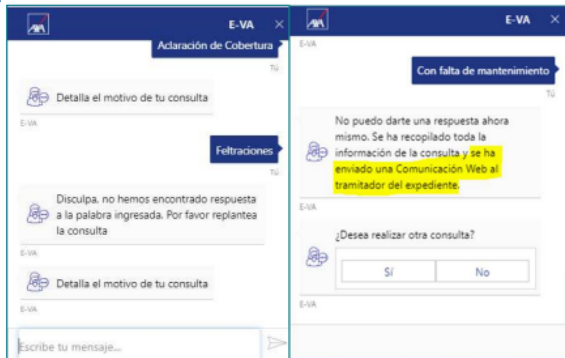 AXA
E-VA
Aclaración de Cobertura
Tú
Detalla el motivo de tu consulta
E-VA
Feltraciones
Tú
Disculpa, no hemos encontrado respuesta
a la palabra ingresada. Por favor replantea
la consulta
E-VA
Detalla el motivo de tu consulta
E-VA
Escribe tu mensaje...
AXA
E-VA
E-VA
Con falta de mantenimiento
Tú
No puedo darte una respuesta ahora
mismo. Se ha recopilado toda la
información de la consulta y se ha
enviado una Comunicación Web al
tramitador del expediente.
E-VA
¿Desea realizar otra consulta?
Sí
No
E-VA